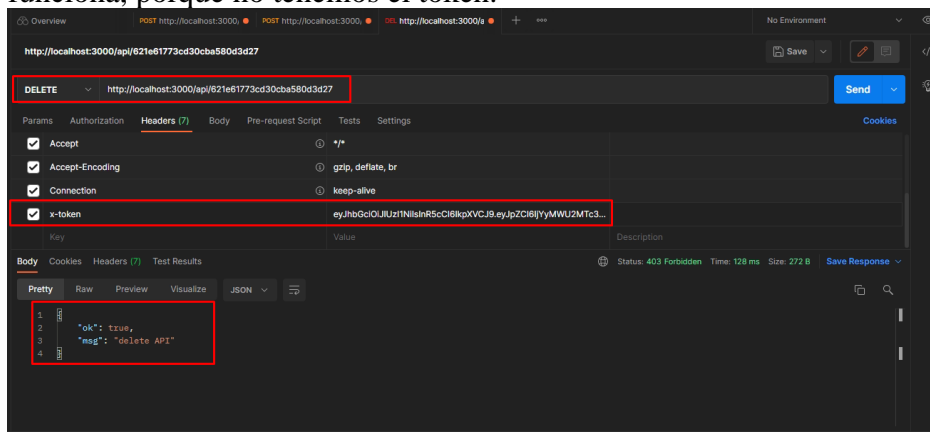 funciona, porque no tenemos el token.
Overview POST http://localhost:3000, POST http://localhost:3000, DEL http://localhost:3000/a + ooo No Environment
http://localhost:3000/api/621e61773cd30cba580d3d27 Save
DELETE http://localhost:3000/api/621e61773cd30cba580d3d27 Send
Params Authorization Headers (7) Body Pre-request Script Tests Settings Cookies
Accept */*
Accept-Encoding gzip, deflate, br
Connection keep-alive
x-token eyJhbGciOiJIUzI1NiIsInR5cCI6IkpXVCJ9.eyJpZCI6IjYyMWU2MTc3...
Key Value Description
Body Cookies Headers (7) Test Results Status: 403 Forbidden Time: 128 ms Size: 272 B Save Response
Pretty Raw Preview Visualize JSON
1 {
2 "ok": true,
3 "msg": "delete API"
4 }